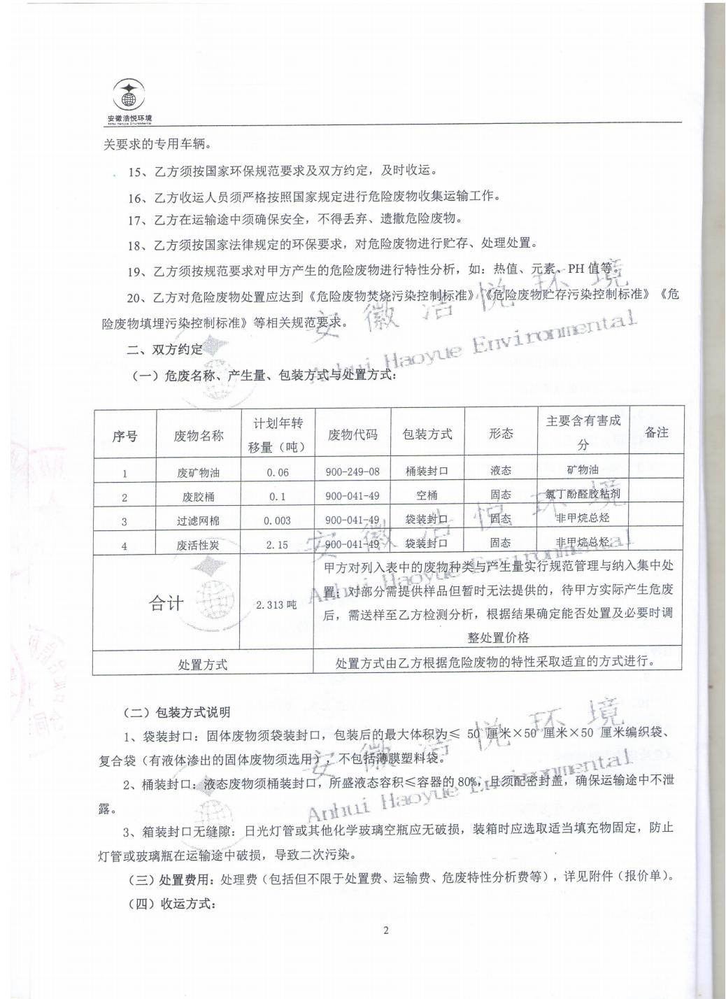 安徽浩悦环境
Anhui Haoyue Environmental
关要求的专用车辆。
15、乙方须按国家环保规范要求及双方约定，及时收运。
16、乙方收运人员须严格按照国家规定进行危险废物收集运输工作。
17、乙方在运输途中须确保安全，不得丢弃、遗撒危险废物。
18、乙方须按国家法律规定的环保要求，对危险废物进行贮存、处理处置。
19、乙方须按规范要求对甲方产生的危险废物进行特性分析，如：热值、元素、PH 值等。
20、乙方对危险废物处置应达到《危险废物焚烧污染控制标准》《危险废物贮存污染控制标准》《危
险废物填埋污染控制标准》等相关规范要求。
安徽浩悦环境
Anhui Haoyue Environmental
二、双方约定
（一）危废名称、产生量、包装方式与处置方式：
序号 废物名称 计划年转移量（吨） 废物代码 包装方式 形态 主要含有害成分 备注
1 废矿物油 0.06 900-249-08 桶装封口 液态 矿物油
2 废胶桶 0.1 900-041-49 空桶 固态 氯丁酚醛胶粘剂
3 过滤网棉 0.003 900-041-49 袋装封口 固态 非甲烷总烃
4 废活性炭 2.15 900-041-49 袋装封口 固态 非甲烷总烃
安徽浩悦环境
Anhui Haoyue Environmental
合计 2.313 吨
甲方对列入表中的废物种类与产生量实行规范管理与纳入集中处
置；对部分需提供样品但暂时无法提供的，待甲方实际产生危废
后，需送样至乙方检测分析，根据结果确定能否处置及必要时调
整处置价格
处置方式 处置方式由乙方根据危险废物的特性采取适宜的方式进行。
（二）包装方式说明
1、袋装封口：固体废物须袋装封口，包装后的最大体积为≤ 50 厘米×50 厘米×50 厘米编织袋、
复合袋（有液体渗出的固体废物须选用），不包括薄膜塑料袋。
2、桶装封口：液态废物须桶装封口，所盛液态容积≤容器的 80%，且须配密封盖，确保运输途中不泄
露。
安徽浩悦环境
Anhui Haoyue Environmental
3、箱装封口无缝隙：日光灯管或其他化学玻璃空瓶应无破损，装箱时应选取适当填充物固定，防止
灯管或玻璃瓶在运输途中破损，导致二次污染。
（三）处置费用：处理费（包括但不限于处置费、运输费、危废特性分析费等），详见附件（报价单）。
（四）收运方式：
2